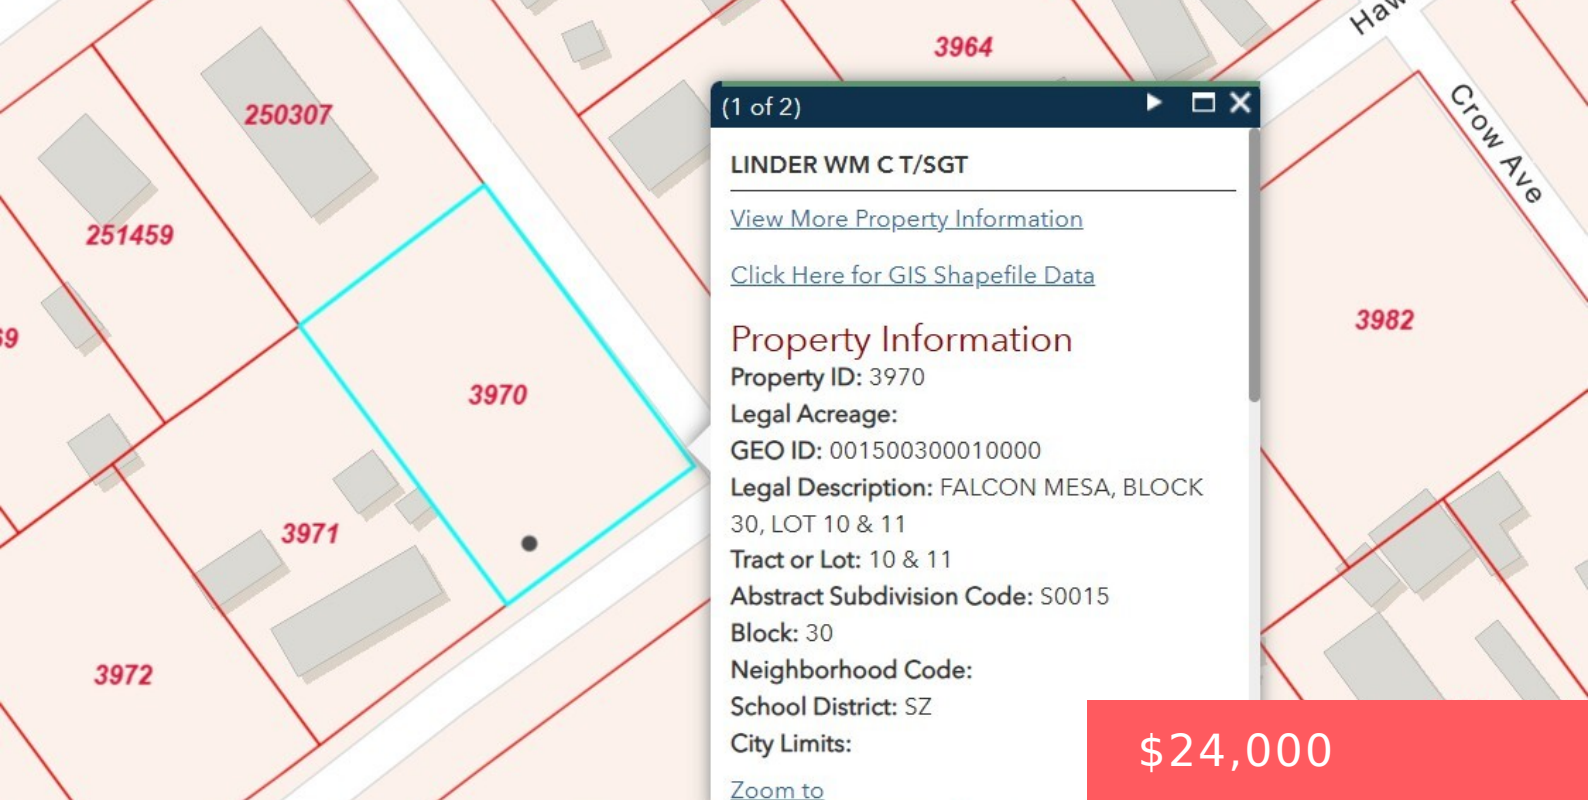 3964
Crow Ave
250307
251459
3970
3971
3972
3982
(1 of 2)
LINDER WM C T/SGT
View More Property Information
Click Here for GIS Shapefile Data
Property Information
Property ID: 3970
Legal Acreage:
GEO ID: 001500300010000
Legal Description: FALCON MESA, BLOCK
30, LOT 10 & 11
Tract or Lot: 10 & 11
Abstract Subdivision Code: S0015
Block: 30
Neighborhood Code:
School District: SZ
City Limits:
Zoom to
$24,000